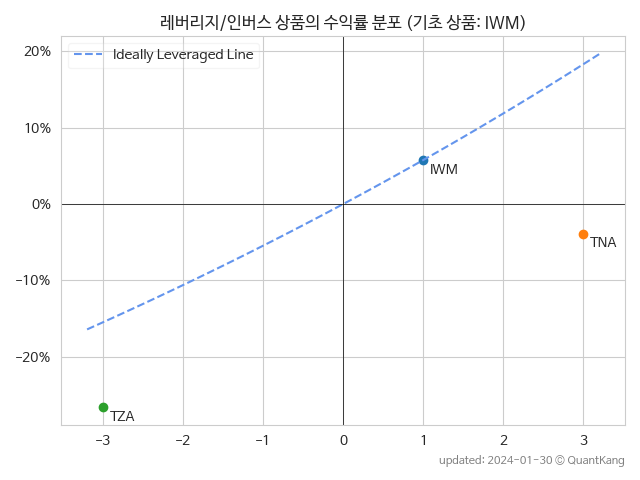 레버리지/인버스 상품의 수익률 분포 (기초 상품: IWM)
20%
Ideally Leveraged Line
10%
IWM
0%
TNA
−10%
−20%
TZA
−3 −2 −1 0 1 2 3
updated: 2024-01-30 © QuantKang